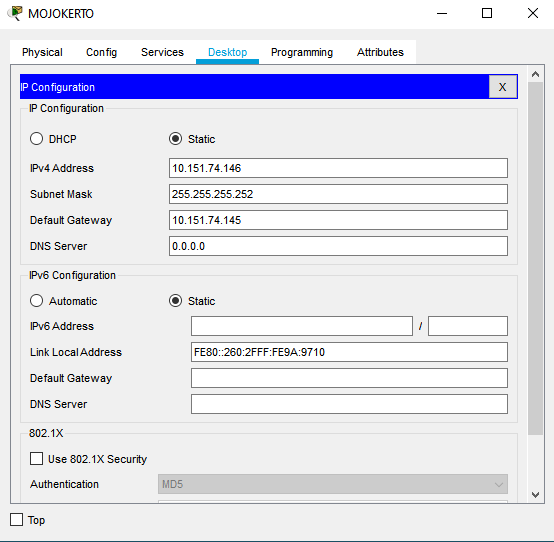 MOJOKERTO
Physical Config Services Desktop Programming Attributes
IP Configuration X
IP Configuration
DHCP Static
IPv4 Address 10.151.74.146
Subnet Mask 255.255.255.252
Default Gateway 10.151.74.145
DNS Server 0.0.0.0
IPv6 Configuration
Automatic Static
IPv6 Address /
Link Local Address FE80::260:2FFF:FE9A:9710
Default Gateway
DNS Server
802.1X
Use 802.1X Security
Authentication MD5
Top